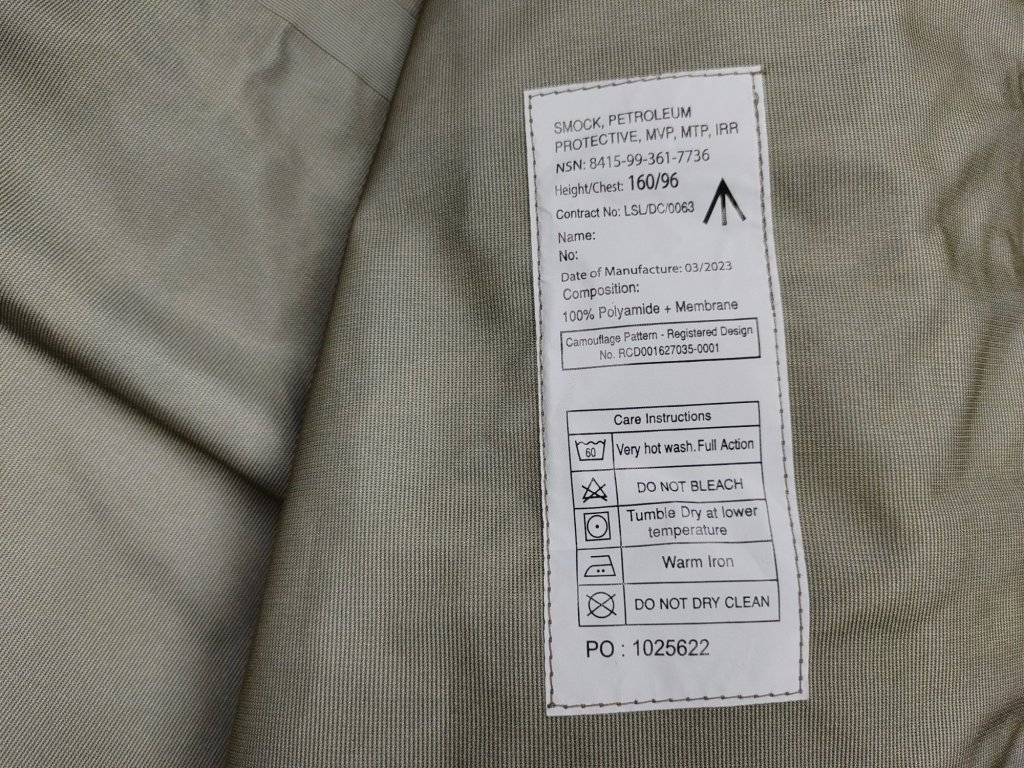 SMOCK, PETROLEUM
PROTECTIVE, MVP, MTP, IRR
NSN: 8415-99-361-7736
Height/Chest: 160/96
Contract No: LSL/DC/0063
Name:
No:
Date of Manufacture: 03/2023
Composition:
100% Polyamide + Membrane
Camouflage Pattern - Registered Design
No. RCD001627035-0001
Care Instructions
60 Very hot wash.Full Action
DO NOT BLEACH
Tumble Dry at lower
temperature
Warm Iron
DO NOT DRY CLEAN
PO : 1025622